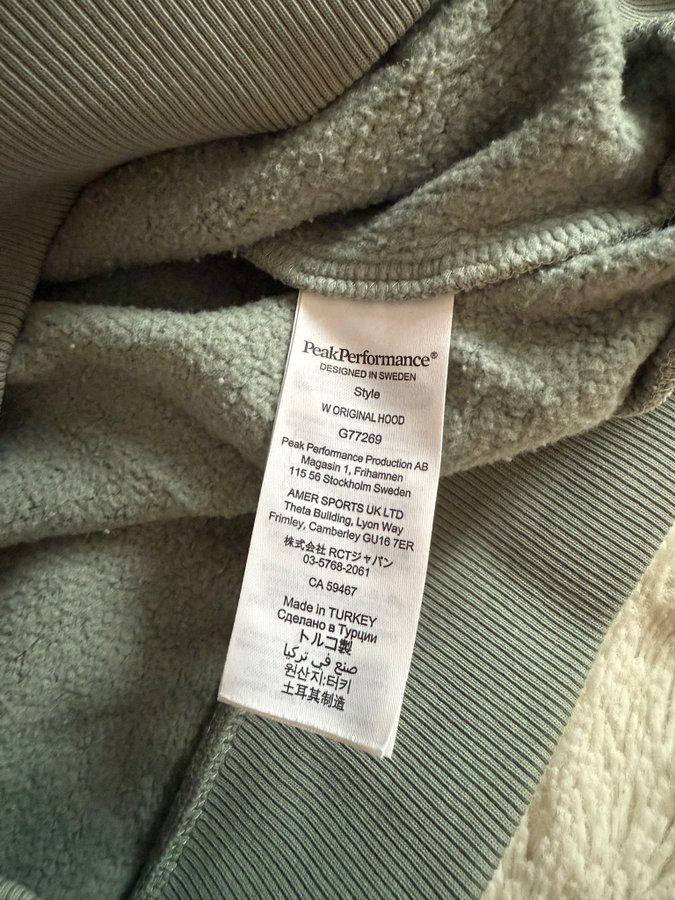 PeakPerformance®
DESIGNED IN SWEDEN
Style
W ORIGINAL HOOD
G77269
Peak Performance Production AB
Magasin 1, Frihamnen
115 56 Stockholm Sweden
AMER SPORTS UK LTD
Theta Building, Lyon Way
Frimley, Camberley GU16 7ER
株式会社 RCTジャパン
03-5768-2061
CA 59467
Made in TURKEY
Сделано в Турции
トルコ製
صنع في تركيا
원산지:터키
土耳其制造